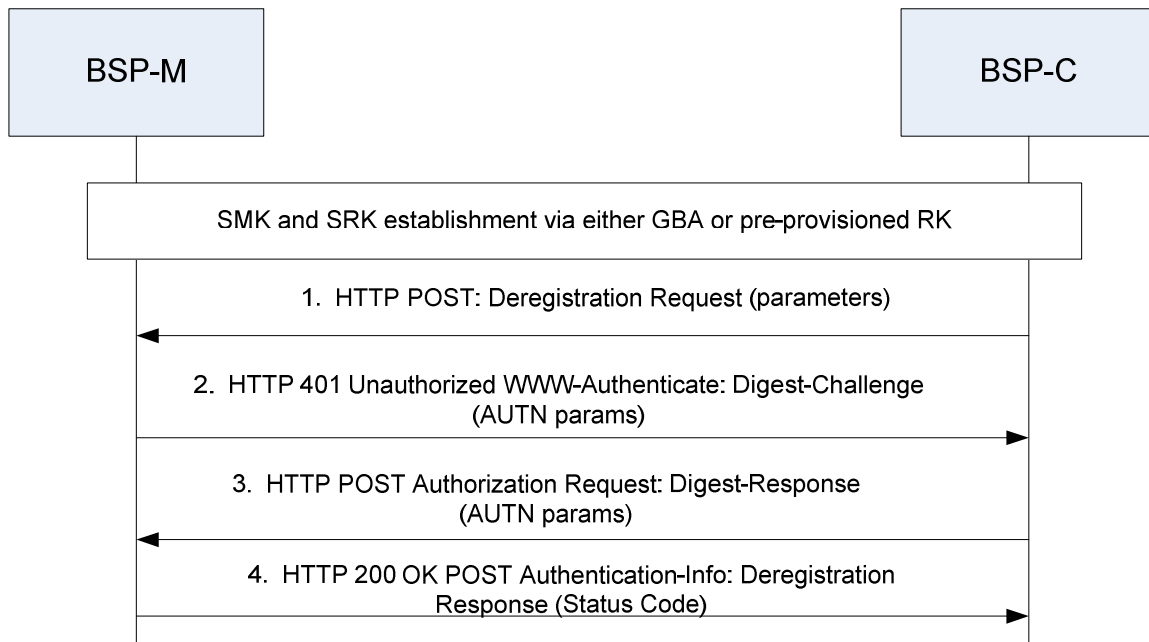 BSP-M
BSP-C
SMK and SRK establishment via either GBA or pre-provisioned RK
1. HTTP POST: Deregistration Request (parameters)
2. HTTP 401 Unauthorized WWW-Authenticate: Digest-Challenge
(AUTN params)
3. HTTP POST Authorization Request: Digest-Response
(AUTN params)
4. HTTP 200 OK POST Authentication-Info: Deregistration
Response (Status Code)